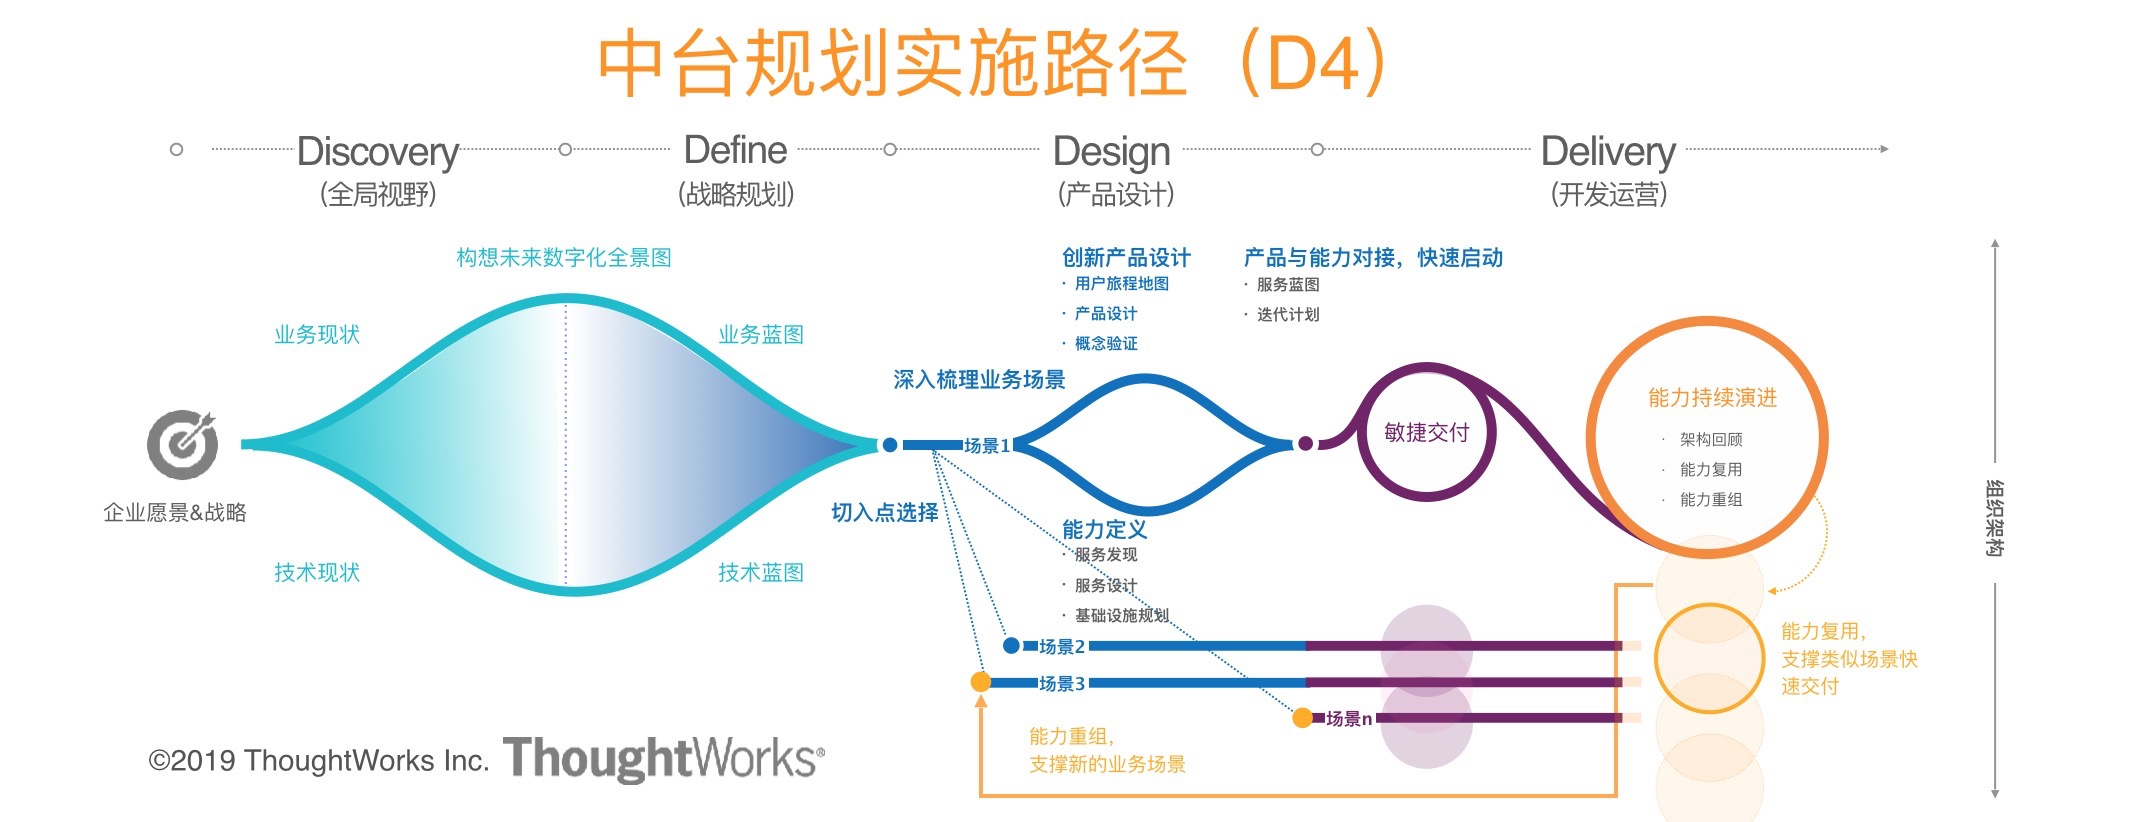 中台规划实施路径（D4）
Discovery
（全局视野）
Define
（战略规划）
Design
（产品设计）
Delivery
（开发运营）
构想未来数字化全景图
业务现状
业务蓝图
企业愿景&战略
技术现状
技术蓝图
创新产品设计
· 用户旅程地图
· 产品设计
· 概念验证
产品与能力对接，快速启动
· 服务蓝图
· 迭代计划
深入梳理业务场景
场景1
切入点选择
能力定义
· 服务发现
· 服务设计
· 基础设施规划
敏捷交付
能力持续演进
· 架构回顾
· 能力复用
· 能力重组
组织架构
场景2
场景3
场景n
能力复用，
支撑类似场景快
速交付
能力重组，
支撑新的业务场景
©2019 ThoughtWorks Inc.
ThoughtWorks®